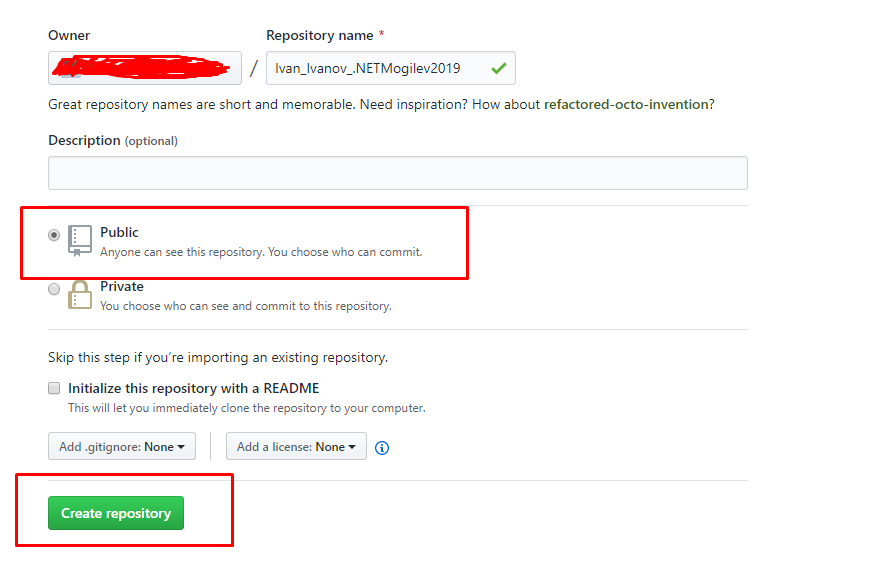 Owner
Repository name *
/ Ivan_Ivanov_.NETMogilev2019
Great repository names are short and memorable. Need inspiration? How about refactored-octo-invention?
Description (optional)
Public
Anyone can see this repository. You choose who can commit.
Private
You choose who can see and commit to this repository.
Skip this step if you're importing an existing repository.
Initialize this repository with a README
This will let you immediately clone the repository to your computer.
Add .gitignore: None
Add a license: None
Create repository